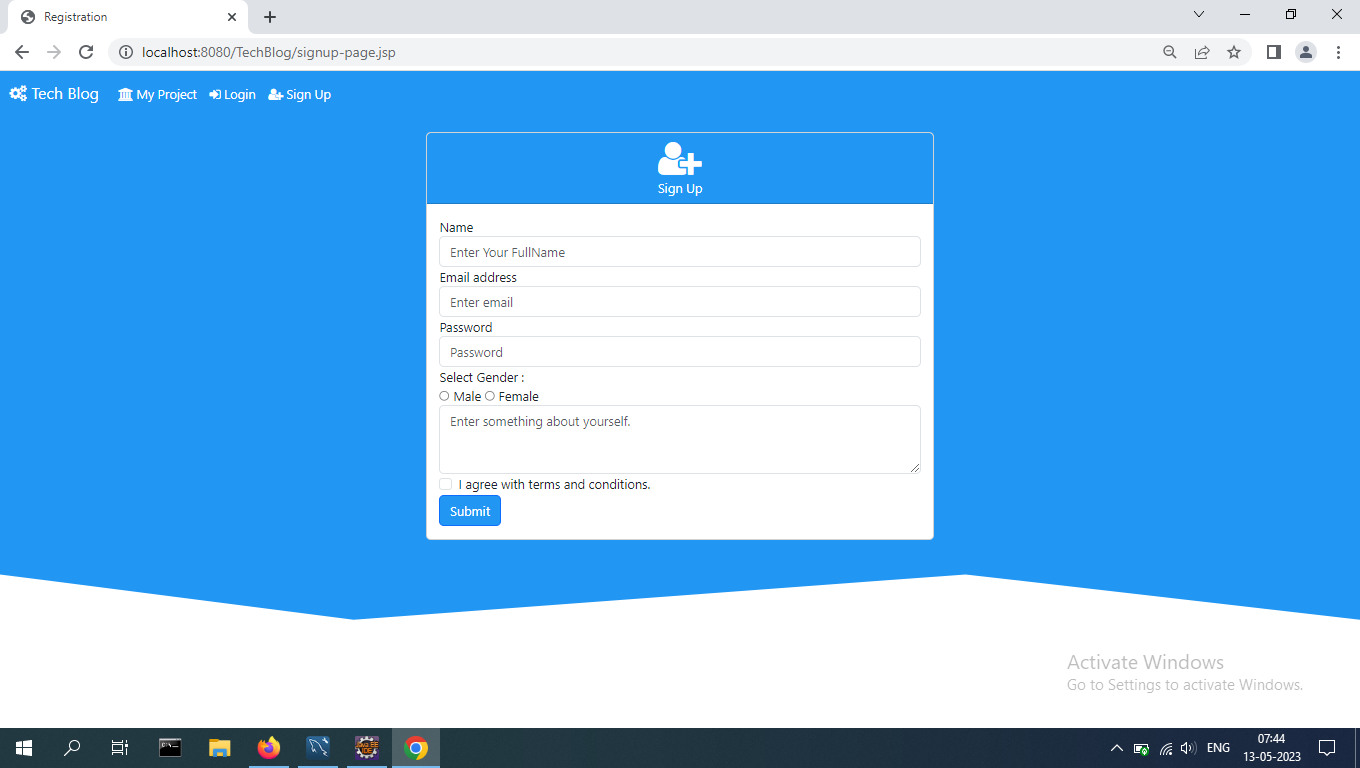 Registration
localhost:8080/TechBlog/signup-page.jsp
Tech Blog My Project Login Sign Up
Sign Up
Name
Enter Your FullName
Email address
Enter email
Password
Password
Select Gender :
Male Female
Enter something about yourself.
I agree with terms and conditions.
Submit
Activate Windows
Go to Settings to activate Windows.
ENG
07:44
13-05-2023